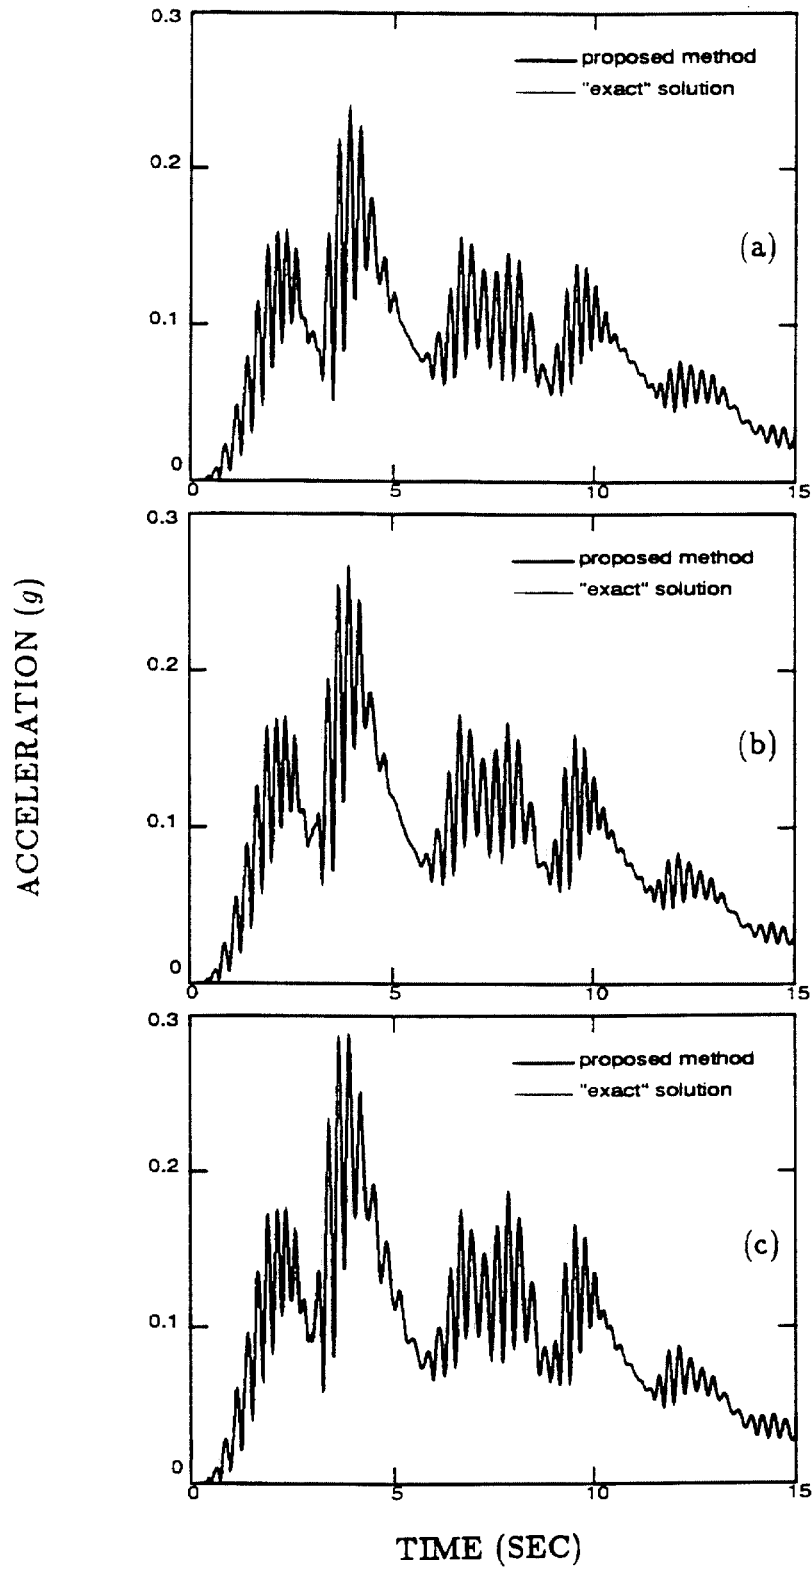 0.3
proposed method
"exact" solution
0.2
(a)
0.1
0
0
5
10
15
0.3
proposed method
"exact" solution
0.2
(b)
0.1
0
0
5
10
15
0.3
proposed method
"exact" solution
0.2
(c)
0.1
0
0
5
10
15
ACCELERATION (g)
TIME (SEC)